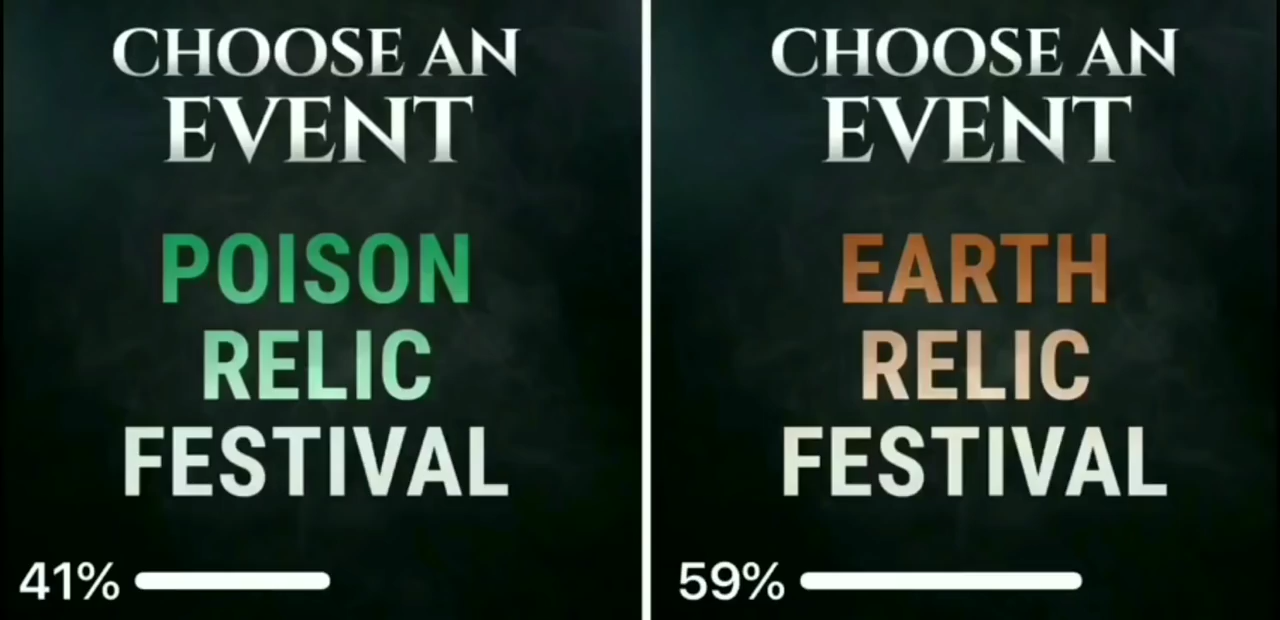 CHOOSE AN
EVENT
POISON
RELIC
FESTIVAL
41%
CHOOSE AN
EVENT
EARTH
RELIC
FESTIVAL
59%